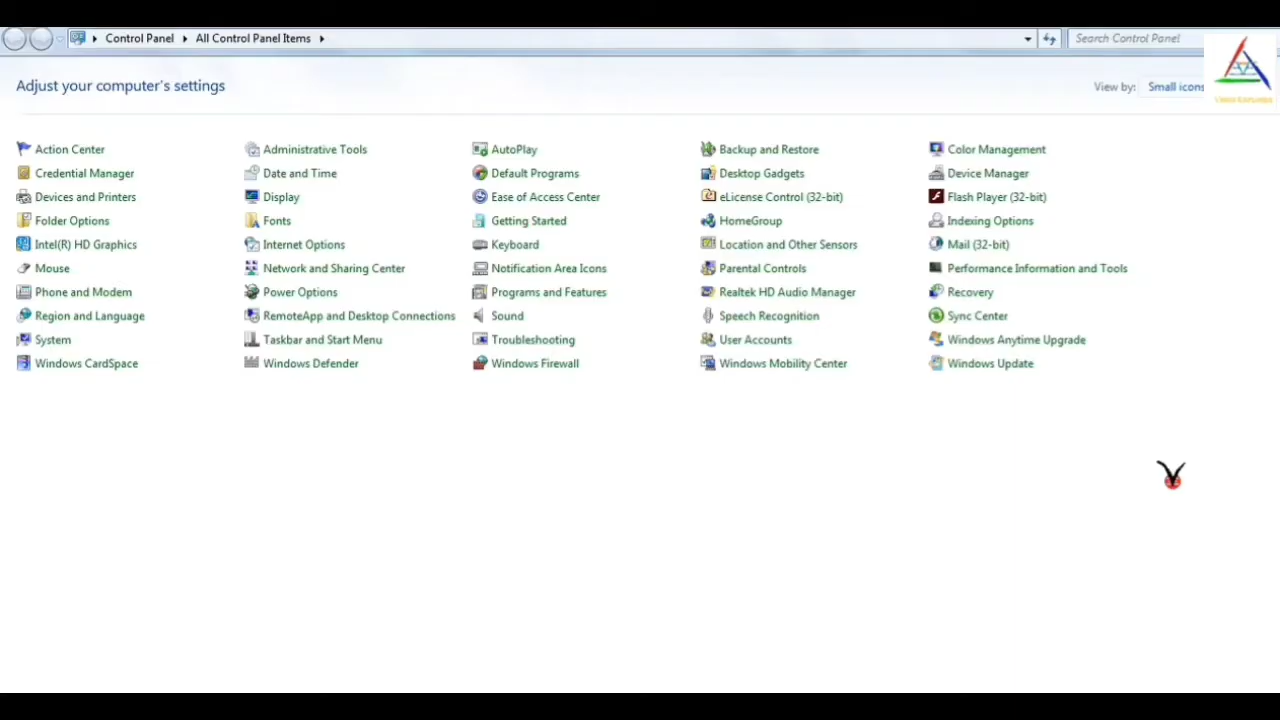 Control Panel All Control Panel Items Search Control Panel
Adjust your computer's settings
View by: Small icons
Action Center Administrative Tools AutoPlay Backup and Restore Color Management
Credential Manager Date and Time Default Programs Desktop Gadgets Device Manager
Devices and Printers Display Ease of Access Center eLicense Control (32-bit) Flash Player (32-bit)
Folder Options Fonts Getting Started HomeGroup Indexing Options
Intel(R) HD Graphics Internet Options Keyboard Location and Other Sensors Mail (32-bit)
Mouse Network and Sharing Center Notification Area Icons Parental Controls Performance Information and Tools
Phone and Modem Power Options Programs and Features Realtek HD Audio Manager Recovery
Region and Language RemoteApp and Desktop Connections Sound Speech Recognition Sync Center
System Taskbar and Start Menu Troubleshooting User Accounts Windows Anytime Upgrade
Windows CardSpace Windows Defender Windows Firewall Windows Mobility Center Windows Update